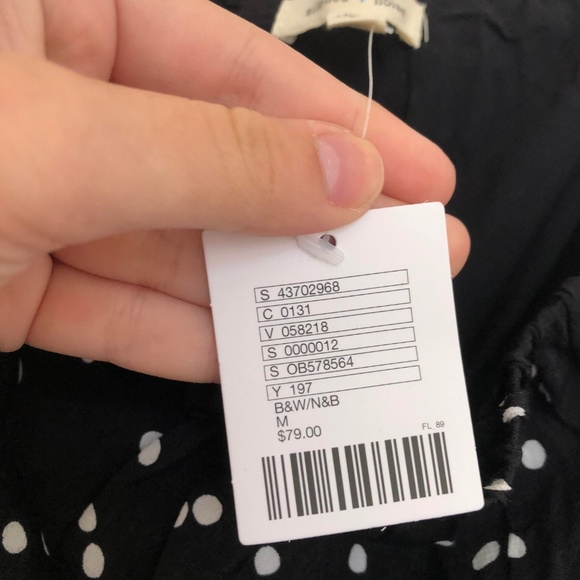 S 43702968
C 0131
V 058218
S 0000012
S OB578564
Y 197
B&W/N&B
M
$79.00
FL 89